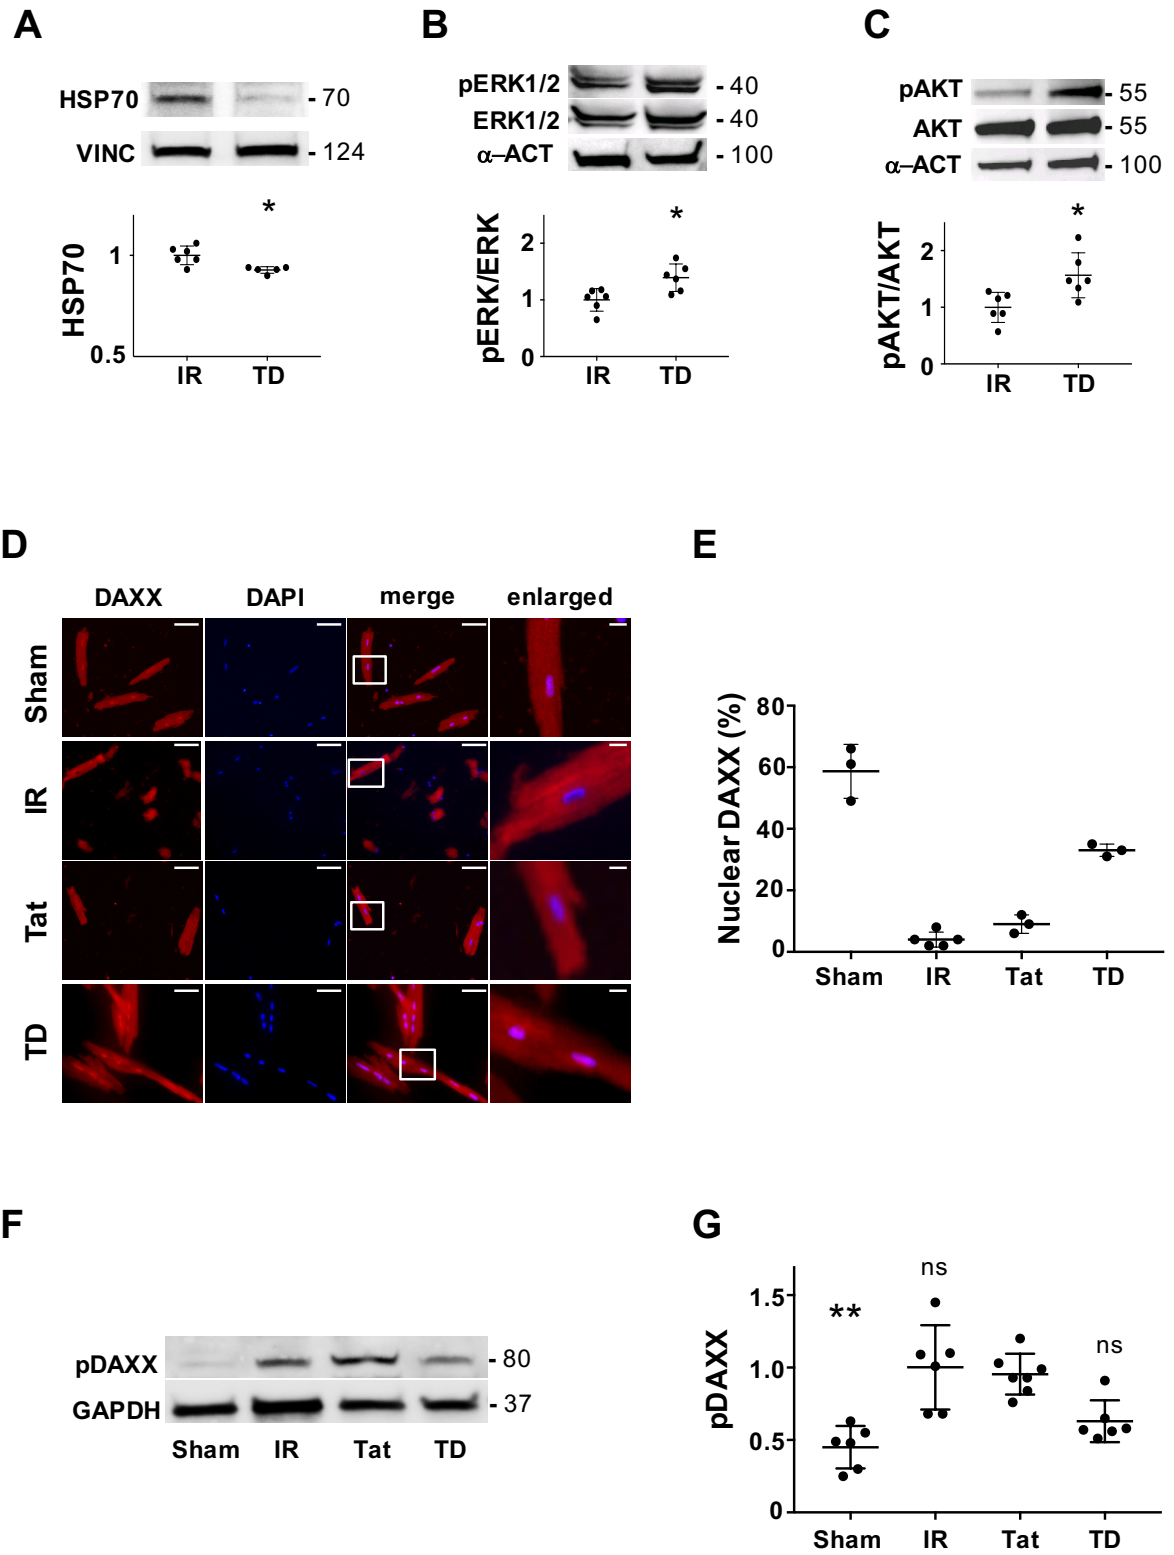 A
B
C
HSP70 - 70
VINC - 124
pERK1/2 - 40
ERK1/2 - 40
α–ACT - 100
pAKT - 55
AKT - 55
α–ACT - 100
*
HSP70
1
0.5
IR TD
*
pERK/ERK
2
1
0
IR TD
*
pAKT/AKT
2
1
0
IR TD
D
E
DAXX DAPI merge enlarged
Sham
IR
Tat
TD
Nuclear DAXX (%)
80
60
40
20
0
Sham IR Tat TD
F
G
pDAXX - 80
GAPDH - 37
Sham IR Tat TD
pDAXX
1.5
1.0
0.5
0
**
ns
ns
Sham IR Tat TD